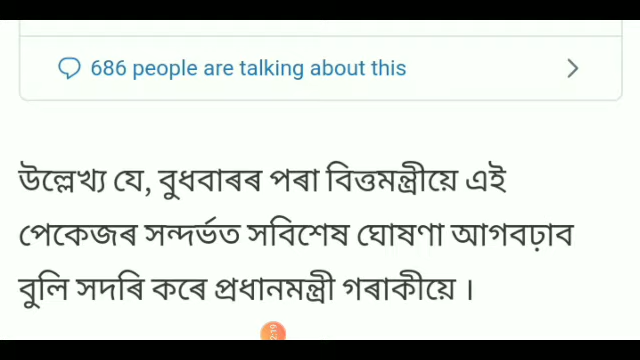 686 people are talking about this
উল্লেখ্য যে, বুধবাৰৰ পৰা বিত্তমন্ত্ৰীয়ে এই
পেকেজৰ সন্দৰ্ভত সবিশেষ ঘোষণা আগবঢ়াব
বুলি সদৰি কৰে প্ৰধানমন্ত্ৰী গৰাকীয়ে ।